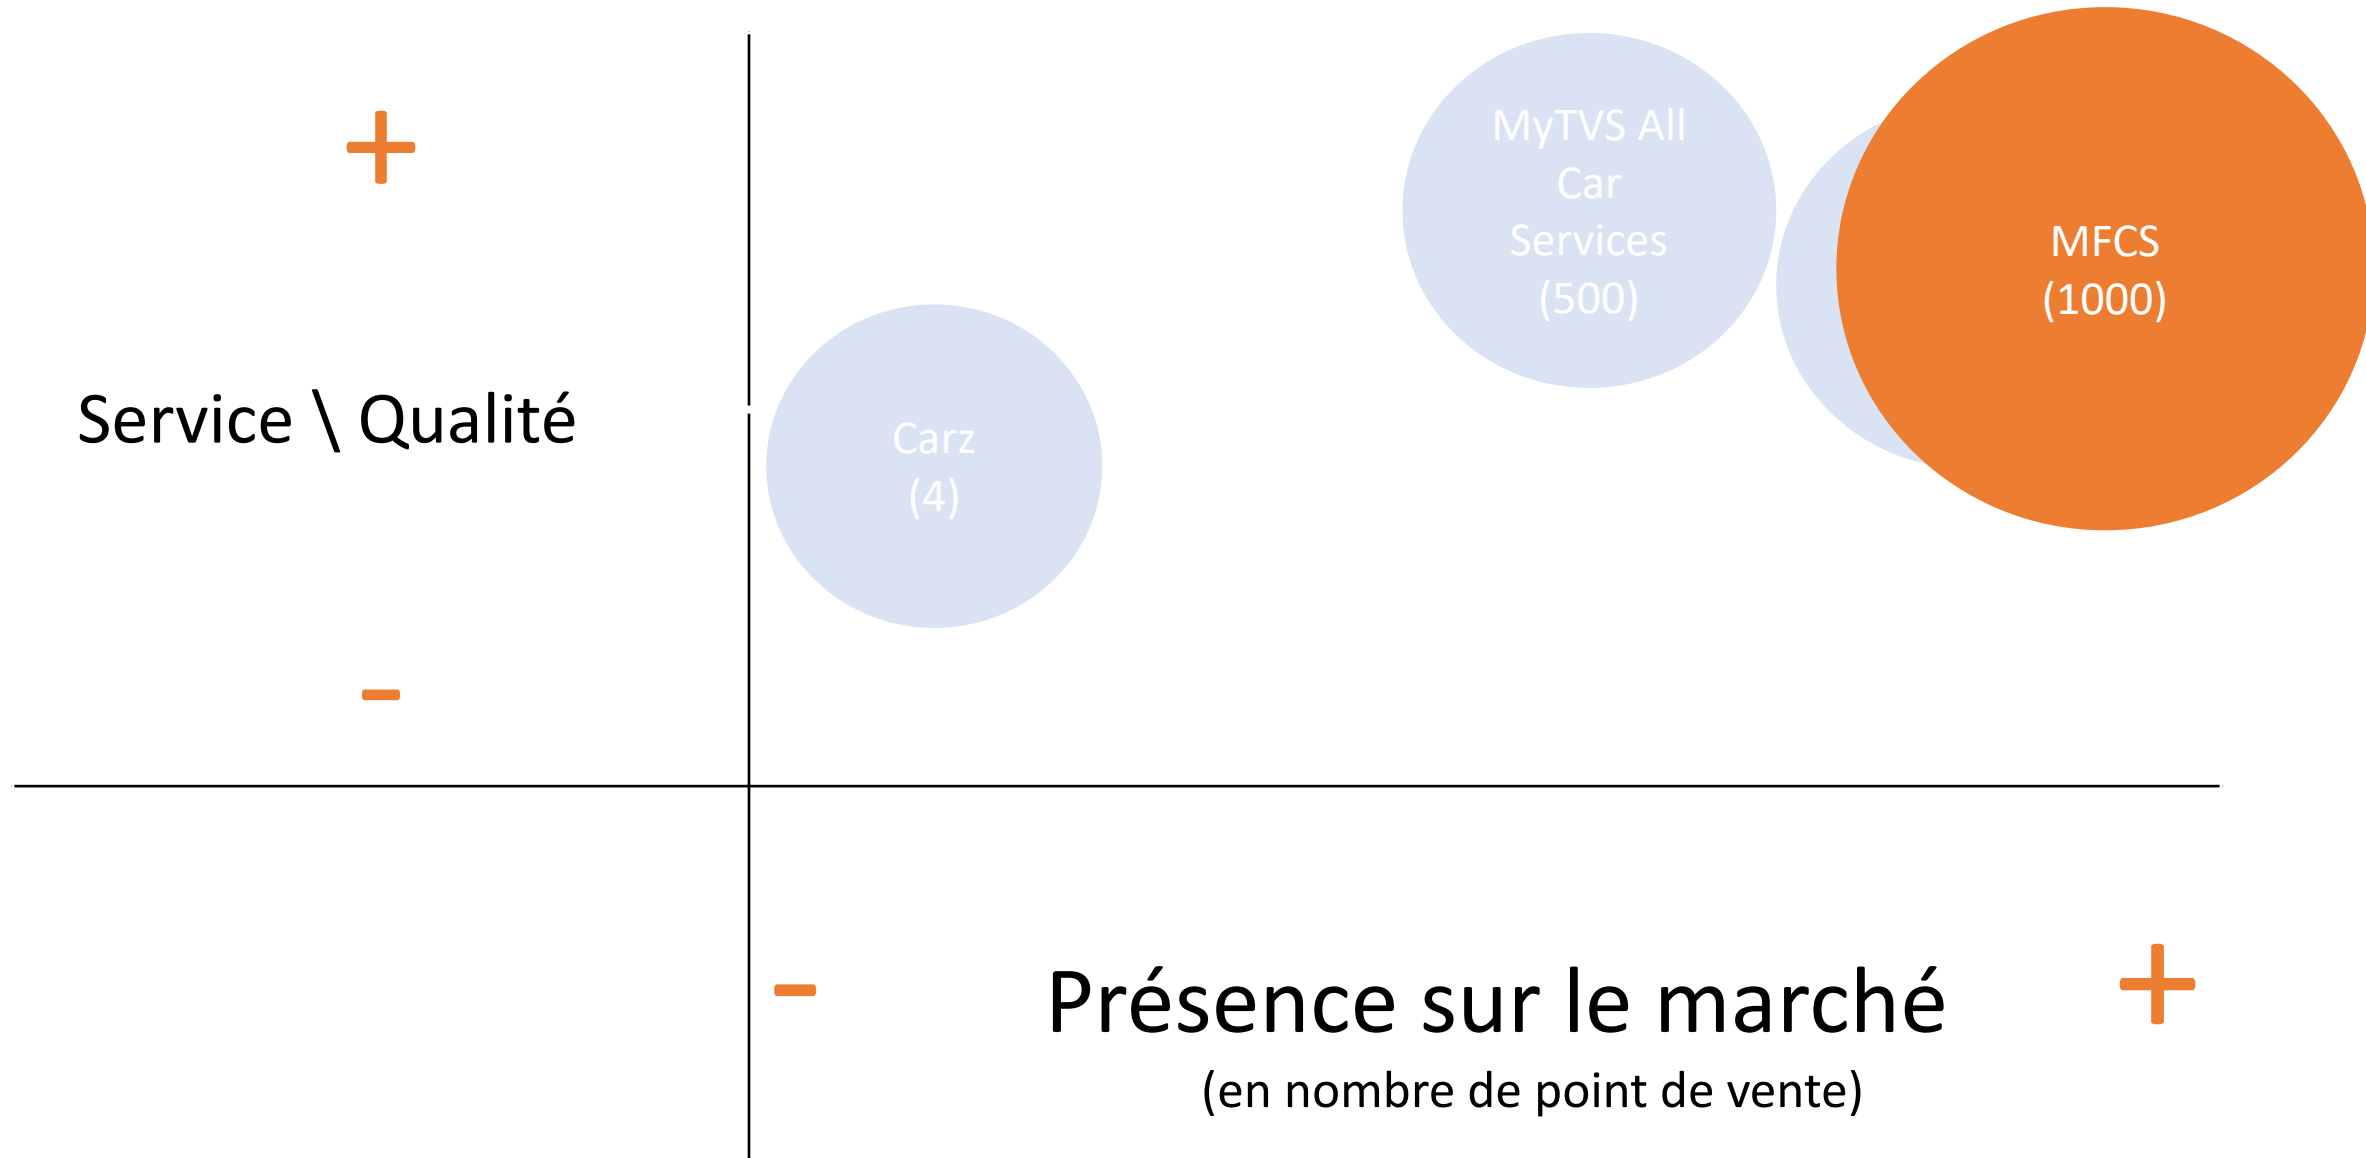 +
MyTVS All
Car
Services
(500)
MFCS
(1000)
Service \ Qualité
Carz
(4)
-
-
Présence sur le marché
+
(en nombre de point de vente)